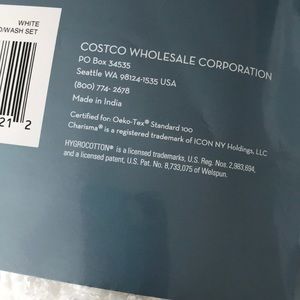 WHITE
WASH SET
21 2
COSTCO WHOLESALE CORPORATION
PO Box 34535
Seattle WA 98124-1535 USA
(800) 774-2678
Made in India
Certified for: Oeko-Tex® Standard 100
Charisma® is a registered trademark of ICON NY Holdings, LLC
HYGROCOTTON® is a licensed trademarks, U.S. Reg. Nos. 2,983,694,
and a licensed patent, U.S. Pat. No. 8,733,075 of Welspun.